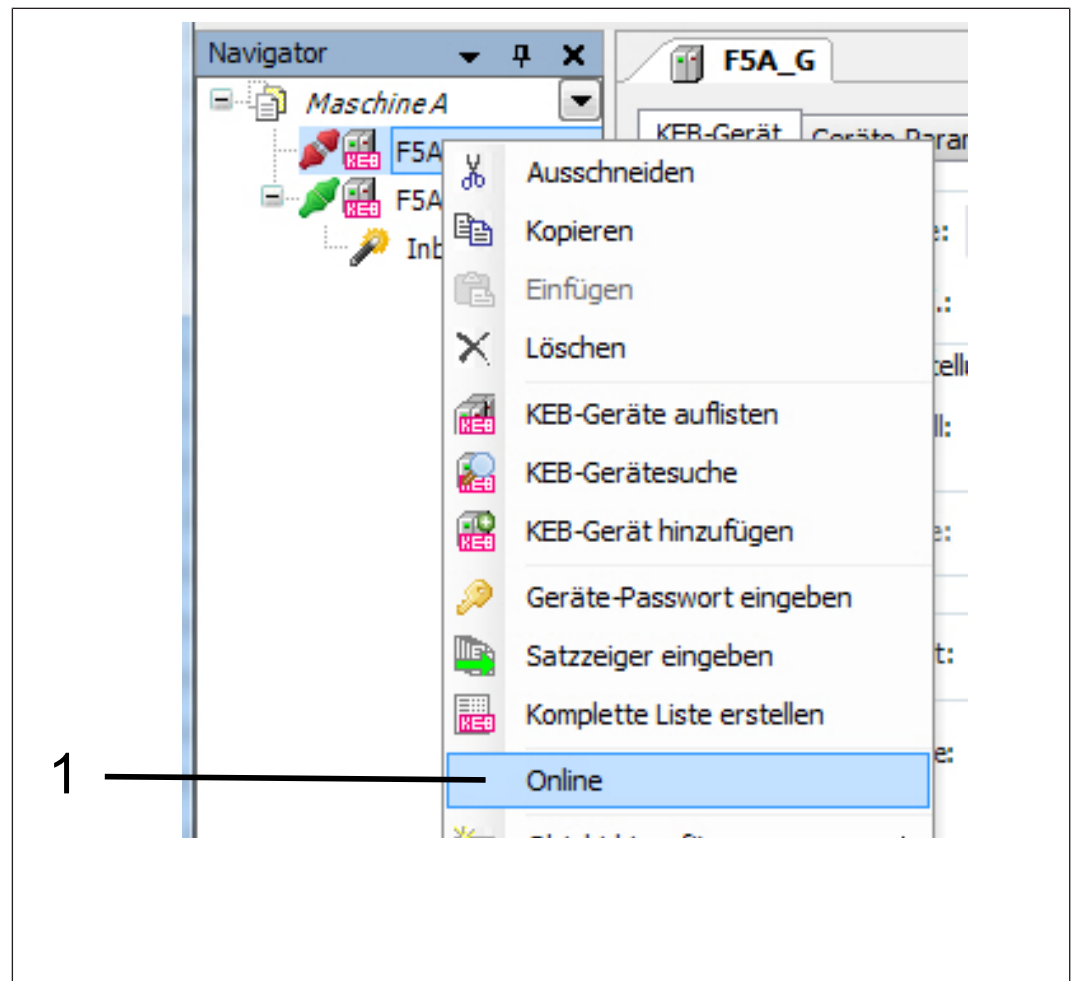 Navigator
F5A_G
Maschine A
KEB-Gerät
F5A
F5A
Ausschneiden
Kopieren
Einfügen
Löschen
KEB-Geräte auflisten
KEB-Gerätesuche
KEB-Gerät hinzufügen
Geräte-Passwort eingeben
Satzzeiger eingeben
Komplette Liste erstellen
1
Online